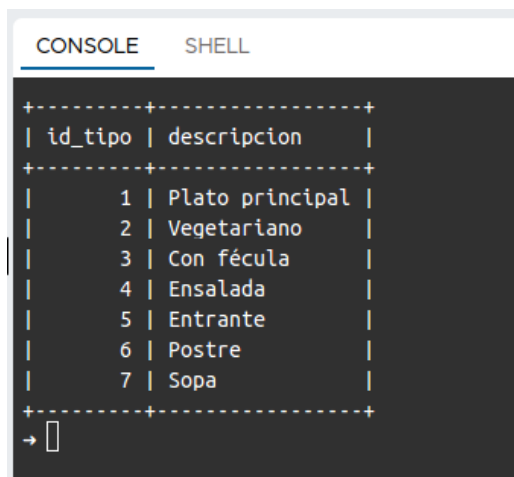 CONSOLE SHELL
+---------+-----------------+
| id_tipo | descripcion     |
+---------+-----------------+
|       1 | Plato principal |
|       2 | Vegetariano     |
|       3 | Con fécula      |
|       4 | Ensalada        |
|       5 | Entrante        |
|       6 | Postre          |
|       7 | Sopa            |
+---------+-----------------+
→